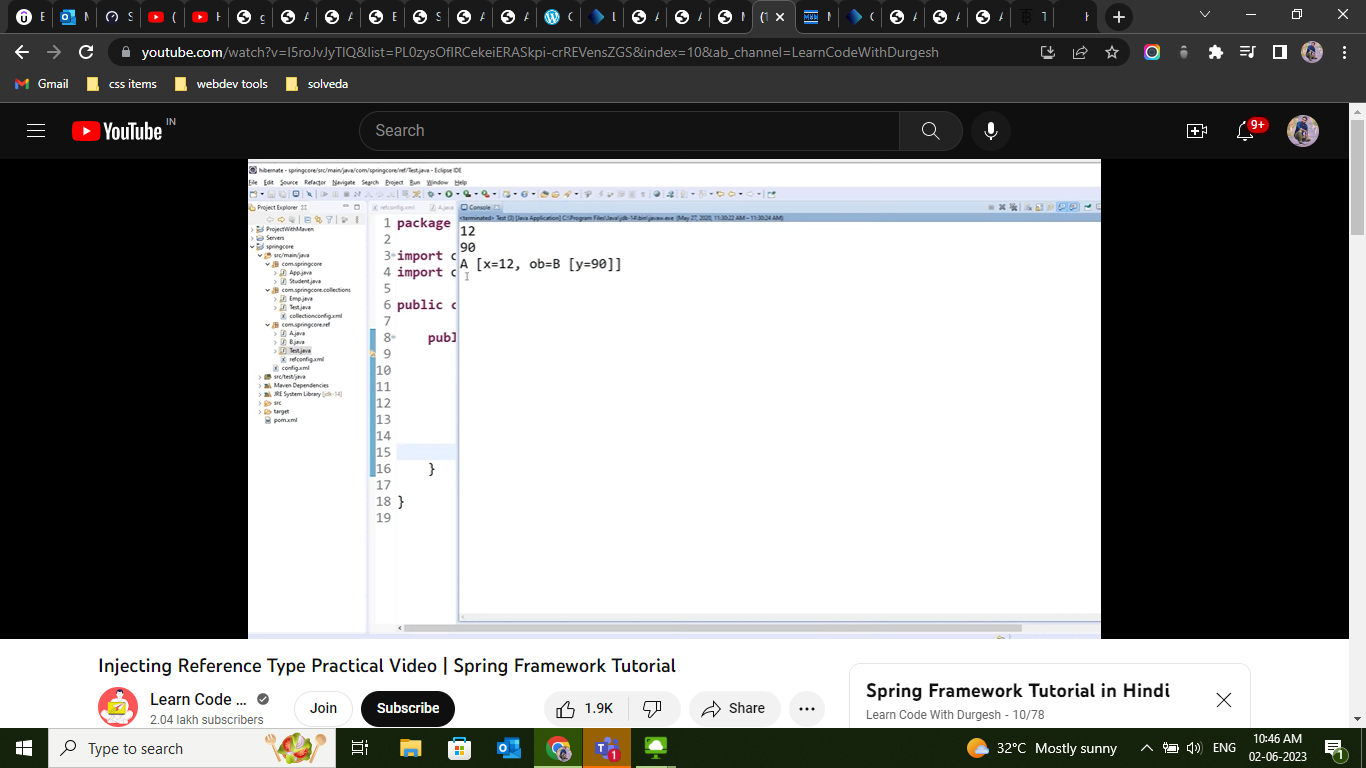 E
M
S
(
H
g
A
A
E
S
A
A
C
L
A
A
M
(1
M
C
A
A
A
T
H
youtube.com/watch?v=I5roJvJyTIQ&list=PL0zysOflRCekeiERASkpi-crREVensZGS&index=10&ab_channel=LearnCodeWithDurgesh
Gmail
css items
webdev tools
solveda
YouTube IN
Search
9+
hibernate - springcore/src/main/java/com/springcore/ref/Test.java - Eclipse IDE
File Edit Source Refactor Navigate Search Project Run Window Help
Project Explorer
refconfig.xml
A.java
Console
<terminated> Test (3) [Java Application] C:\Program Files\Java\jdk-14\bin\javaw.exe (May 27, 2020, 11:30:22 AM – 11:30:24 AM)
ProjectWithMaven
Servers
springcore
src/main/java
com.springcore
App.java
Student.java
com.springcore.collections
Emp.java
Test.java
collectionconfig.xml
com.springcore.ref
A.java
B.java
Test.java
refconfig.xml
config.xml
src/test/java
Maven Dependencies
JRE System Library [jdk-14]
src
target
pom.xml
1 package
2
3 import c
4 import c
5
6 public c
7
8 publ
9
10
11
12
13
14
15
16 }
17
18 }
19
12
90
A [x=12, ob=B [y=90]]
Injecting Reference Type Practical Video | Spring Framework Tutorial
Learn Code ...
2.04 lakh subscribers
Join
Subscribe
1.9K
Share
Spring Framework Tutorial in Hindi
Learn Code With Durgesh - 10/78
Type to search
1
32°C Mostly sunny
ENG
10:46 AM
02-06-2023
1